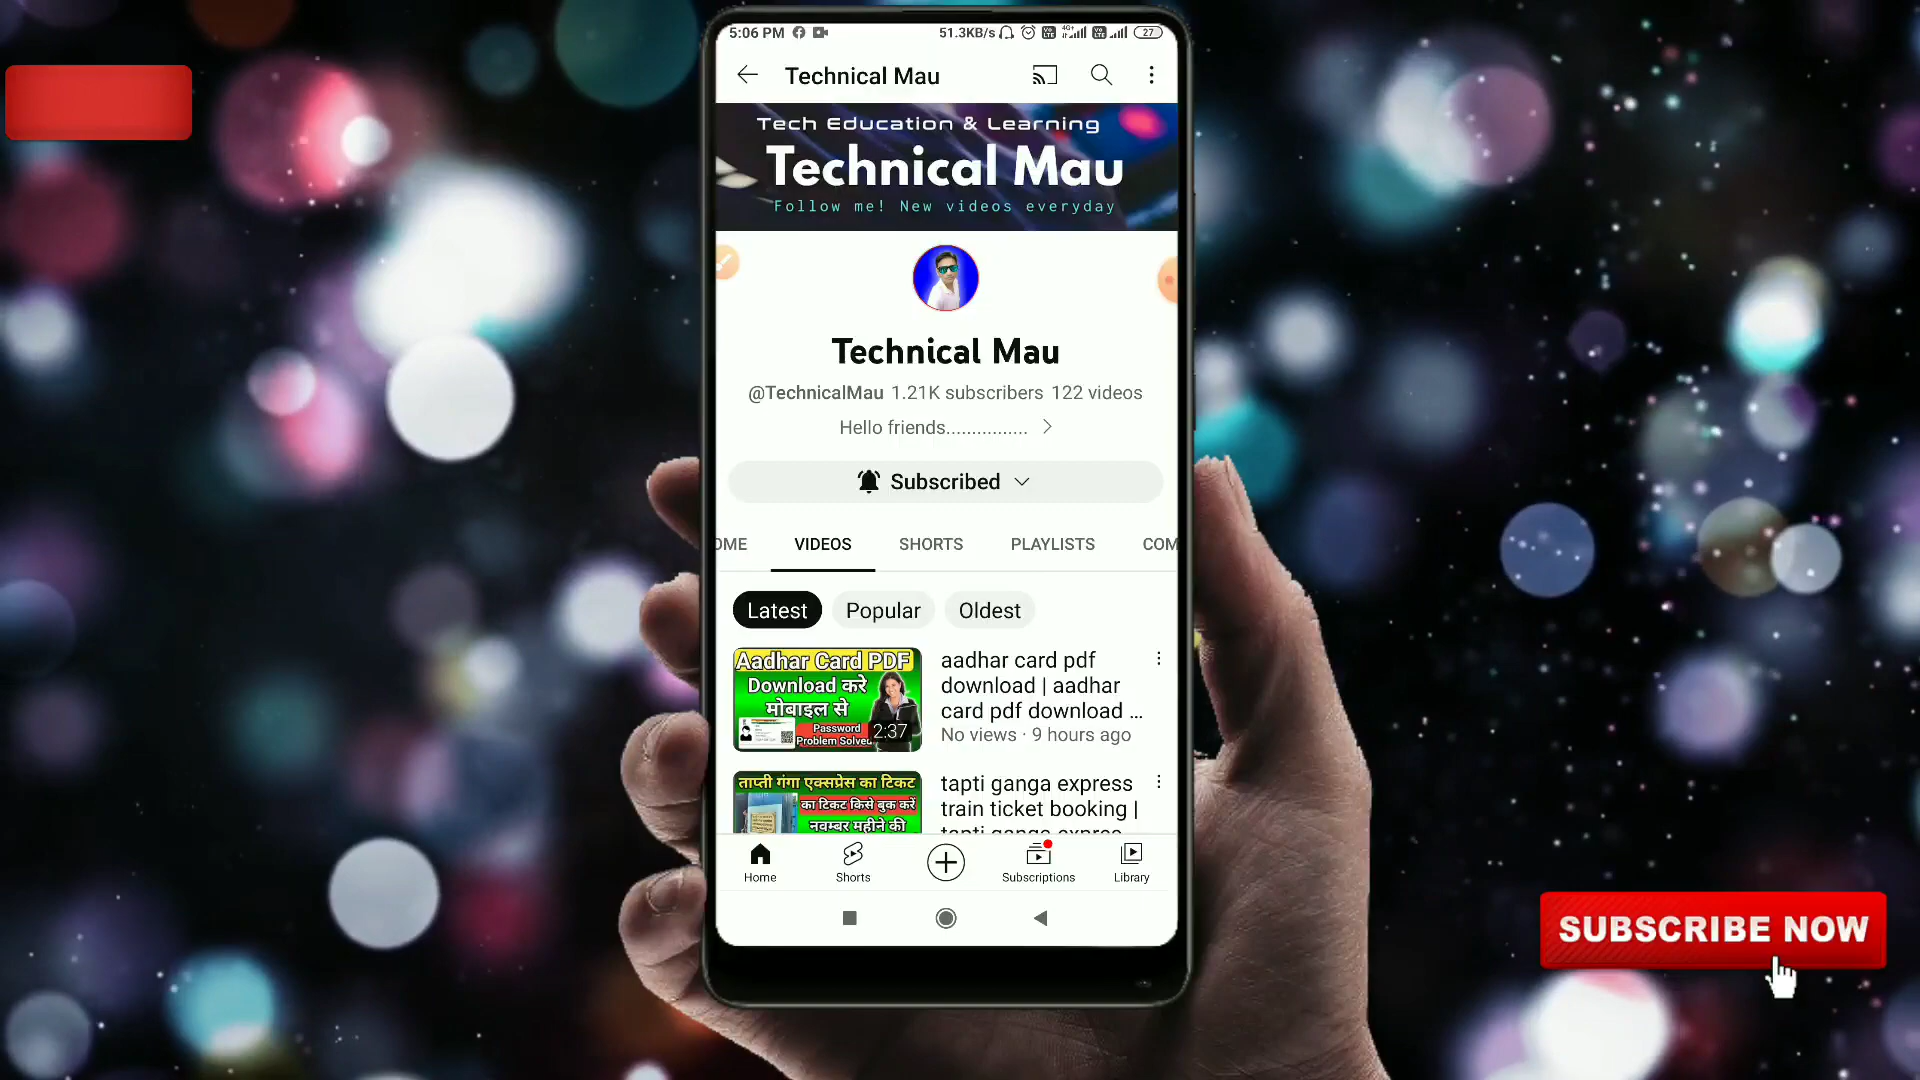 5:06 PM 51.3KB/s 4G+ 27
Technical Mau
Tech Education & Learning
Technical Mau
Follow me! New videos everyday
Technical Mau
@TechnicalMau 1.21K subscribers 122 videos
Hello friends................
Subscribed
OME VIDEOS SHORTS PLAYLISTS COM
Latest Popular Oldest
Aadhar Card PDF
Download करे
मोबाइल से
Password
Problem Solved
2:37
aadhar card pdf
download | aadhar
card pdf download ...
No views · 9 hours ago
ताप्ती गंगा एक्सप्रेस का टिकट
का टिकट किसे बुक करें
नवम्बर महीने की
tapti ganga express
train ticket booking |
tapti ganga expres
Home Shorts Subscriptions Library
SUBSCRIBE NOW